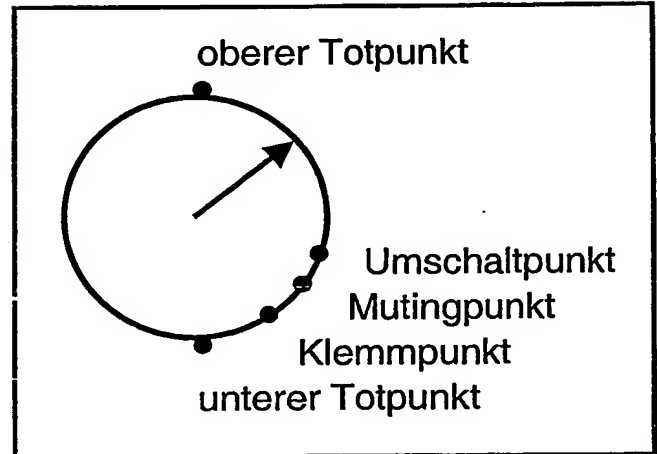 oberer Totpunkt
Umschaltpunkt
Mutingpunkt
Klemmpunkt
unterer Totpunkt